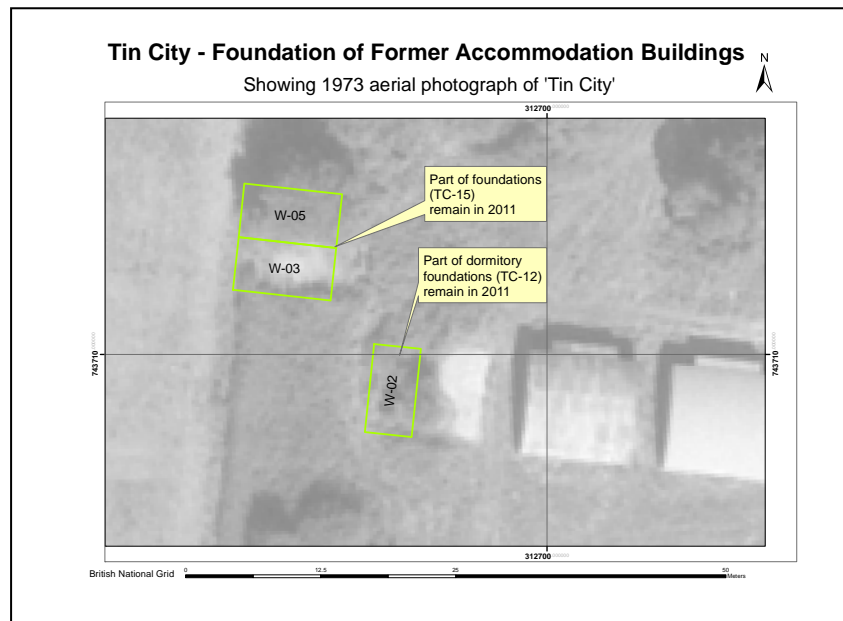 Tin City - Foundation of Former Accommodation Buildings
N
Showing 1973 aerial photograph of 'Tin City'
312700
Part of foundations
(TC-15)
remain in 2011
W-05
W-03
Part of dormitory
foundations (TC-12)
remain in 2011
743710
743710
W-02
312700
British National Grid
0
12.5
25
50
Meters